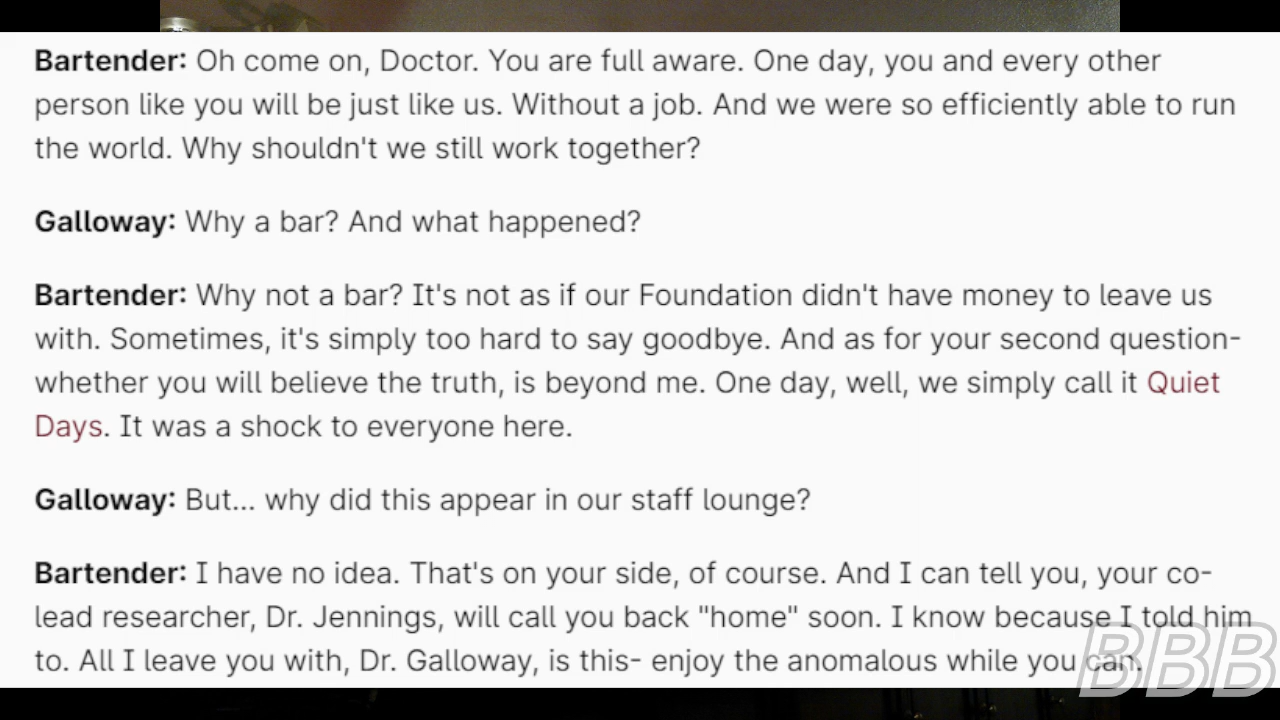 Bartender: Oh come on, Doctor. You are full aware. One day, you and every other
person like you will be just like us. Without a job. And we were so efficiently able to run
the world. Why shouldn't we still work together?
Galloway: Why a bar? And what happened?
Bartender: Why not a bar? It's not as if our Foundation didn't have money to leave us
with. Sometimes, it's simply too hard to say goodbye. And as for your second question-
whether you will believe the truth, is beyond me. One day, well, we simply call it Quiet
Days. It was a shock to everyone here.
Galloway: But... why did this appear in our staff lounge?
Bartender: I have no idea. That's on your side, of course. And I can tell you, your co-
lead researcher, Dr. Jennings, will call you back "home" soon. I know because I told him
to. All I leave you with, Dr. Galloway, is this- enjoy the anomalous while you can.
BBB